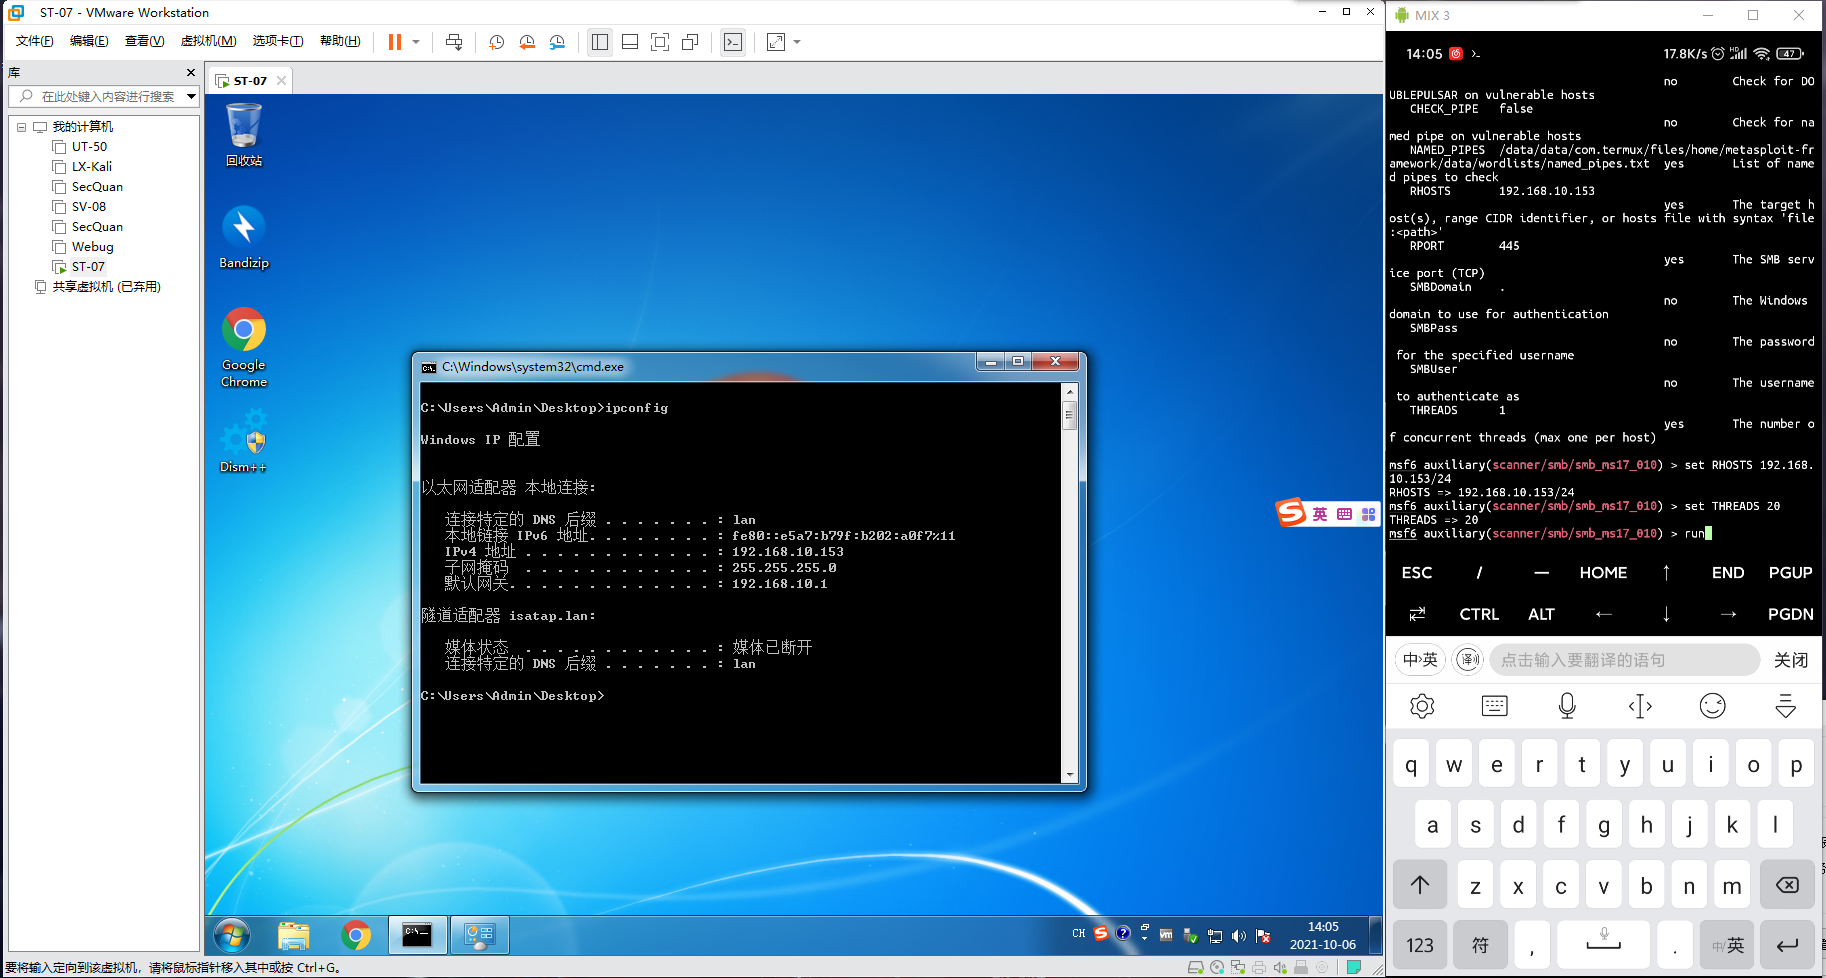 ST-07 - VMware Workstation
文件(F) 编辑(E) 查看(V) 虚拟机(M) 选项卡(T) 帮助(H)
库
在此处键入内容进行搜索
我的计算机
UT-50
LX-Kali
SecQuan
SV-08
SecQuan
Webug
ST-07
共享虚拟机 (已弃用)
ST-07
回收站
Bandizip
Google
Chrome
Dism++
C:\Windows\system32\cmd.exe
C:\Users\Admin\Desktop>ipconfig
Windows IP 配置
以太网适配器 本地连接:
连接特定的 DNS 后缀 . . . . . . . : lan
本地链接 IPv6 地址. . . . . . . . : fe80::e5a7:b79f:b202:a0f7%11
IPv4 地址 . . . . . . . . . . . . : 192.168.10.153
子网掩码 . . . . . . . . . . . . : 255.255.255.0
默认网关. . . . . . . . . . . . . : 192.168.10.1
隧道适配器 isatap.lan:
媒体状态 . . . . . . . . . . . . : 媒体已断开
连接特定的 DNS 后缀 . . . . . . . : lan
C:\Users\Admin\Desktop>
英
CH
14:05
2021-10-06
要将输入定向到该虚拟机，请将鼠标指针移入其中或按 Ctrl+G。
MIX 3
14:05 17.8K/s HD 47
no Check for DO
UBLEPULSAR on vulnerable hosts
CHECK_PIPE false
no Check for na
med pipe on vulnerable hosts
NAMED_PIPES /data/data/com.termux/files/home/metasploit-fr
amework/data/wordlists/named_pipes.txt yes List of name
d pipes to check
RHOSTS 192.168.10.153
yes The target h
ost(s), range CIDR identifier, or hosts file with syntax 'file
:<path>'
RPORT 445
yes The SMB serv
ice port (TCP)
SMBDomain .
no The Windows
domain to use for authentication
SMBPass
no The password
for the specified username
SMBUser
no The username
to authenticate as
THREADS 1
yes The number o
f concurrent threads (max one per host)
msf6 auxiliary(scanner/smb/smb_ms17_010) > set RHOSTS 192.168.
10.153/24
RHOSTS => 192.168.10.153/24
msf6 auxiliary(scanner/smb/smb_ms17_010) > set THREADS 20
THREADS => 20
msf6 auxiliary(scanner/smb/smb_ms17_010) > run
ESC / — HOME ↑ END PGUP
⇄ CTRL ALT ← ↓ → PGDN
中›英 译 点击输入要翻译的语句 关闭
q w e r t y u i o p
a s d f g h j k l
z x c v b n m
123 符 , . 中/英